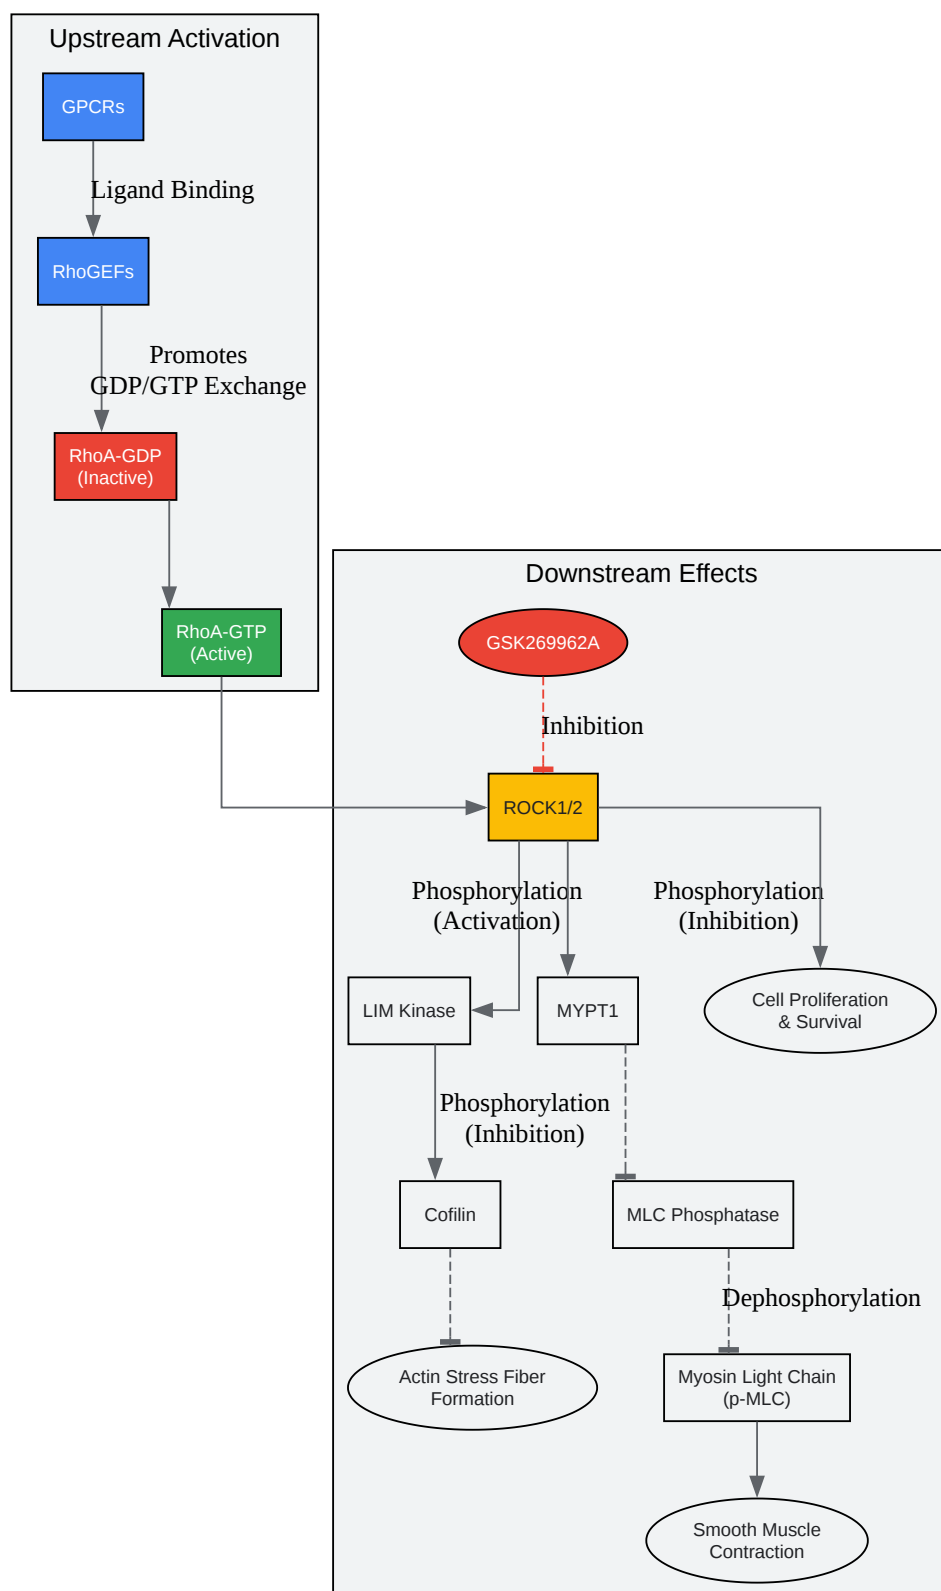 Upstream Activation
GPCRs
Ligand Binding
RhoGEFs
Promotes
GDP/GTP Exchange
RhoA-GDP
(Inactive)
RhoA-GTP
(Active)
Downstream Effects
GSK269962A
Inhibition
ROCK1/2
Phosphorylation
(Activation)
Phosphorylation
(Inhibition)
LIM Kinase
MYPT1
Cell Proliferation
& Survival
Phosphorylation
(Inhibition)
Cofilin
MLC Phosphatase
Dephosphorylation
Actin Stress Fiber
Formation
Myosin Light Chain
(p-MLC)
Smooth Muscle
Contraction